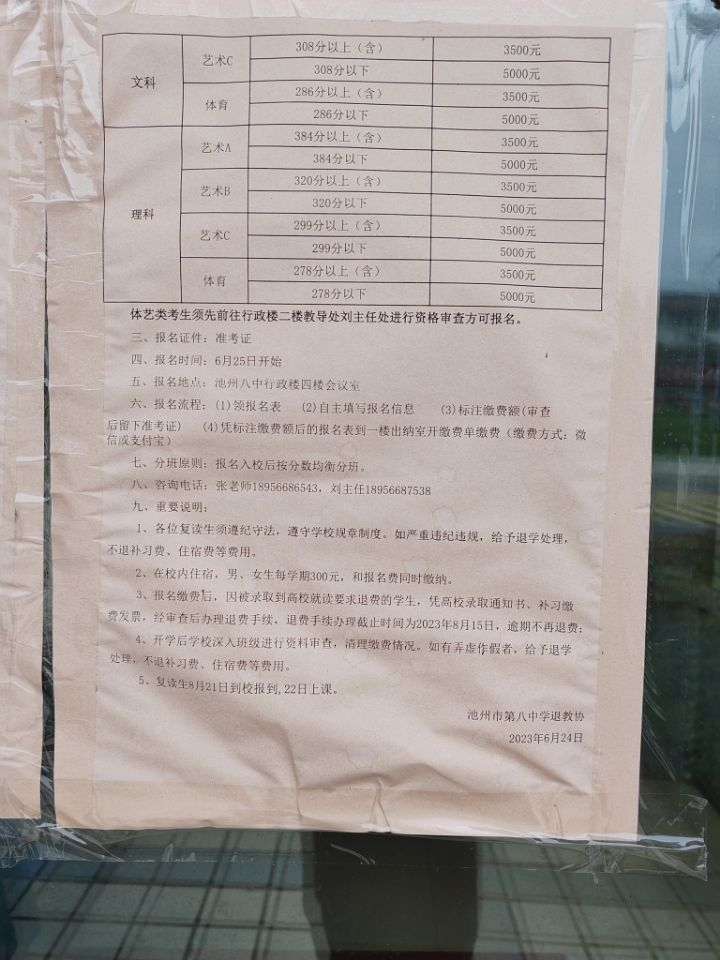 文科 艺术C 308分以上（含） 3500元
308分以下 5000元
体育 286分以上（含） 3500元
286分以下 5000元
理科 艺术A 384分以上（含） 3500元
384分以下 5000元
艺术B 320分以上（含） 3500元
320分以下 5000元
艺术C 299分以上（含） 3500元
299分以下 5000元
体育 278分以上（含） 3500元
278分以下 5000元
体艺类考生须先前往行政楼二楼教导处刘主任处进行资格审查方可报名。
三、报名证件：准考证
四、报名时间：6月25日开始
五、报名地点：池州八中行政楼四楼会议室
六、报名流程：(1)领报名表 (2)自主填写报名信息 (3)标注缴费额(审查
后留下准考证) (4)凭标注缴费额后的报名表到一楼出纳室开缴费单缴费（缴费方式：微
信或支付宝）
七、分班原则：报名入校后按分数均衡分班。
八、咨询电话：张老师18956686543，刘主任18956687538
九、重要说明：
1、各位复读生须遵纪守法，遵守学校规章制度。如严重违纪违规，给予退学处理，
不退补习费、住宿费等费用。
2、在校内住宿，男、女生每学期300元，和报名费同时缴纳。
3、报名缴费后，因被录取到高校就读要求退费的学生，凭高校录取通知书、补习缴
费发票，经审查后办理退费手续，退费手续办理截止时间为2023年8月15日，逾期不再退费；
4、开学后学校深入班级进行资料审查，清理缴费情况。如有弄虚作假者，给予退学
处理，不退补习费、住宿费等费用。
5、复读生8月21日到校报到,22日上课。
池州市第八中学退教协
2023年6月24日